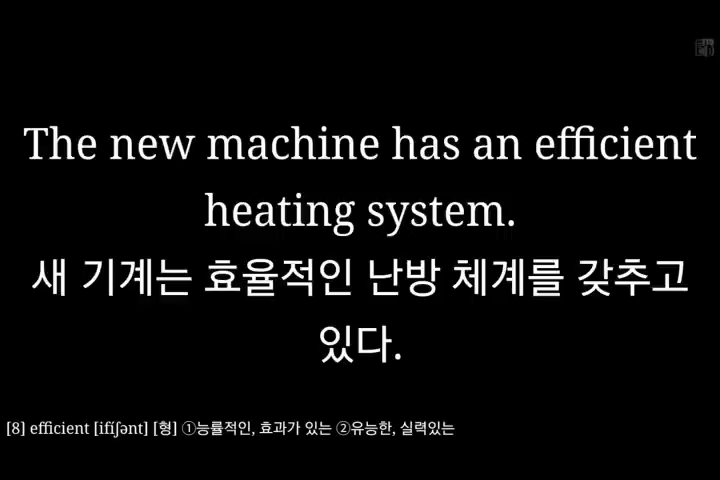 The new machine has an efficient
heating system.
새 기계는 효율적인 난방 체계를 갖추고
있다.
[8] efficient [ifíʃənt] [형] ①능률적인, 효과가 있는 ②유능한, 실력있는